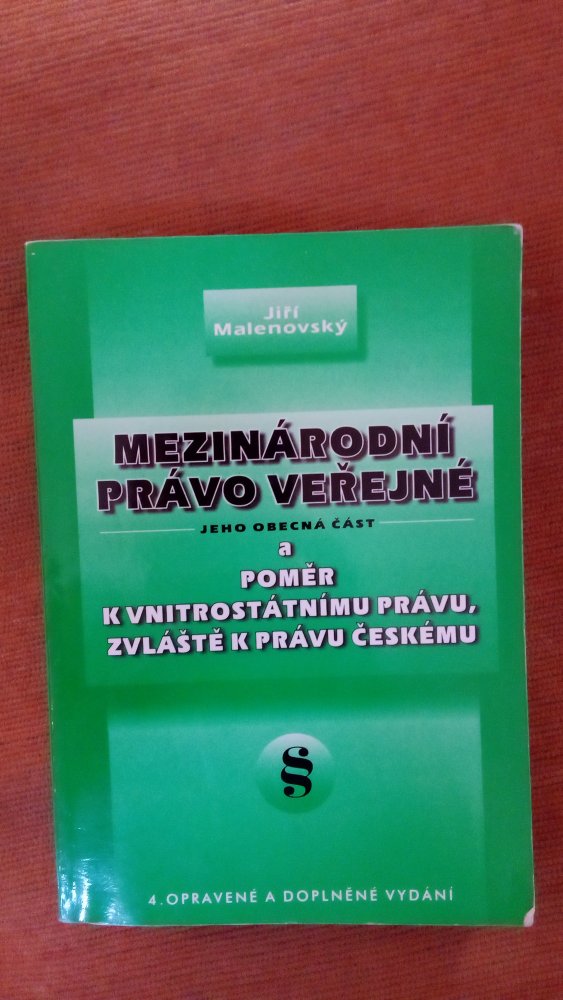 Jiří
Malenovský
MEZINÁRODNÍ
PRÁVO VEŘEJNÉ
JEHO OBECNÁ ČÁST
a
POMĚR
K VNITROSTÁTNÍMU PRÁVU,
ZVLÁŠTĚ K PRÁVU ČESKÉMU
§
4. OPRAVENÉ A DOPLNĚNÉ VYDÁNÍ